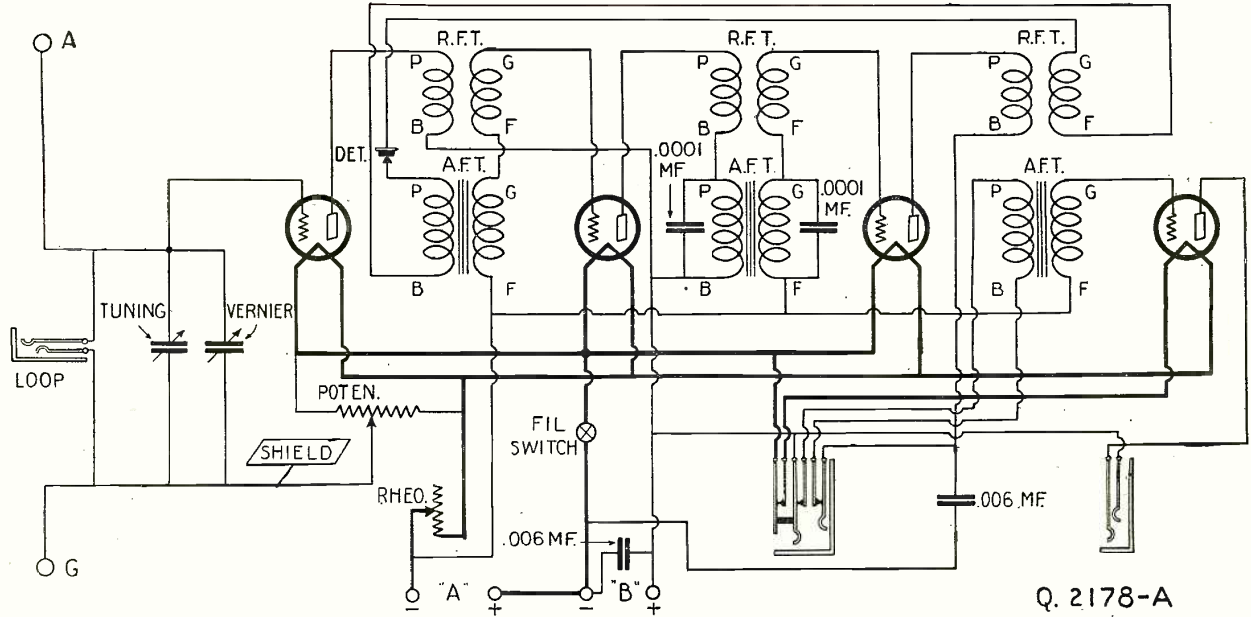 A
R.F.T.
R.F.T.
R.F.T.
P G
P G
P G
B F
B F
B F
DET.
A.F.T.
.0001 MF.
A.F.T.
.0001 MF.
A.F.T.
P G
P G
P G
B F
B F
B F
TUNING
VERNIER
LOOP
POTEN.
SHIELD
FIL SWITCH
RHEO.
.006 MF.
.006 MF.
G
- "A" + - "B" +
Q. 2178-A